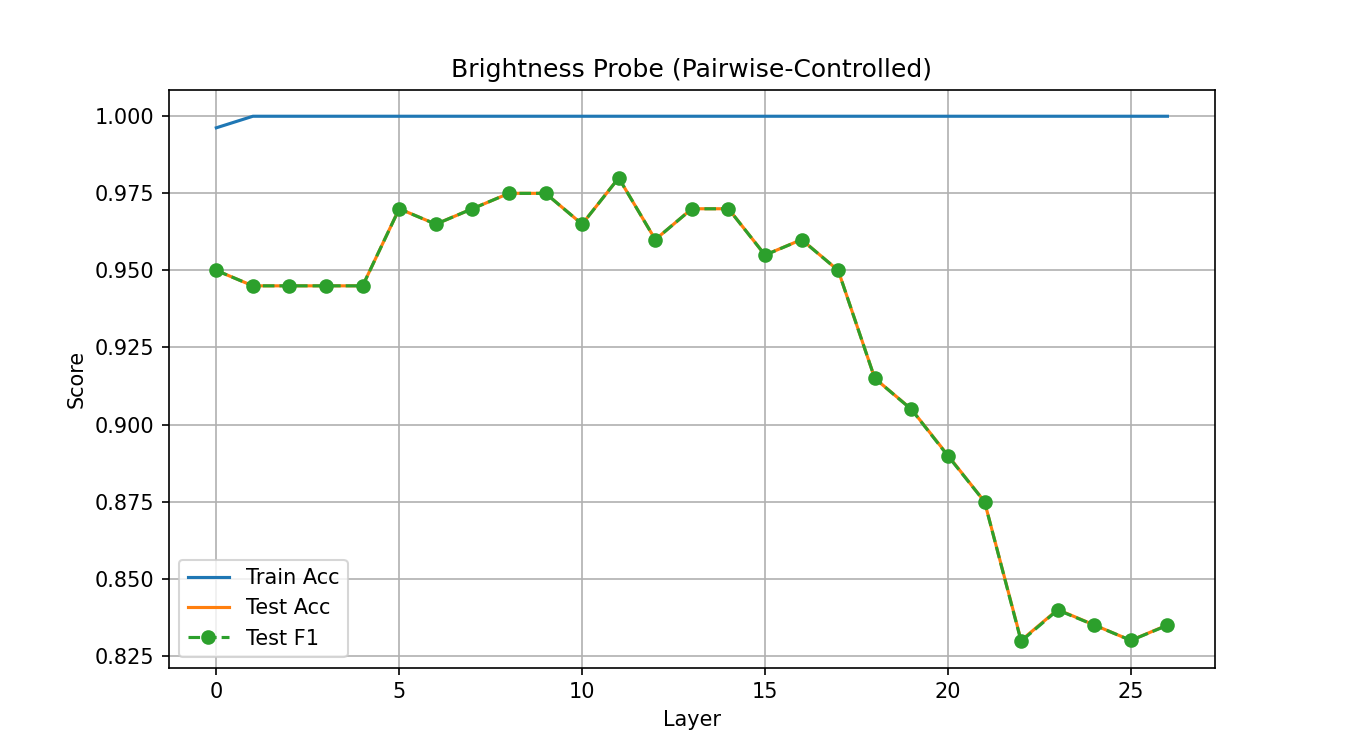 Brightness Probe (Pairwise-Controlled)
1.000
0.975
0.950
0.925
0.900
0.875
0.850
0.825
Score
Train Acc
Test Acc
Test F1
0 5 10 15 20 25
Layer